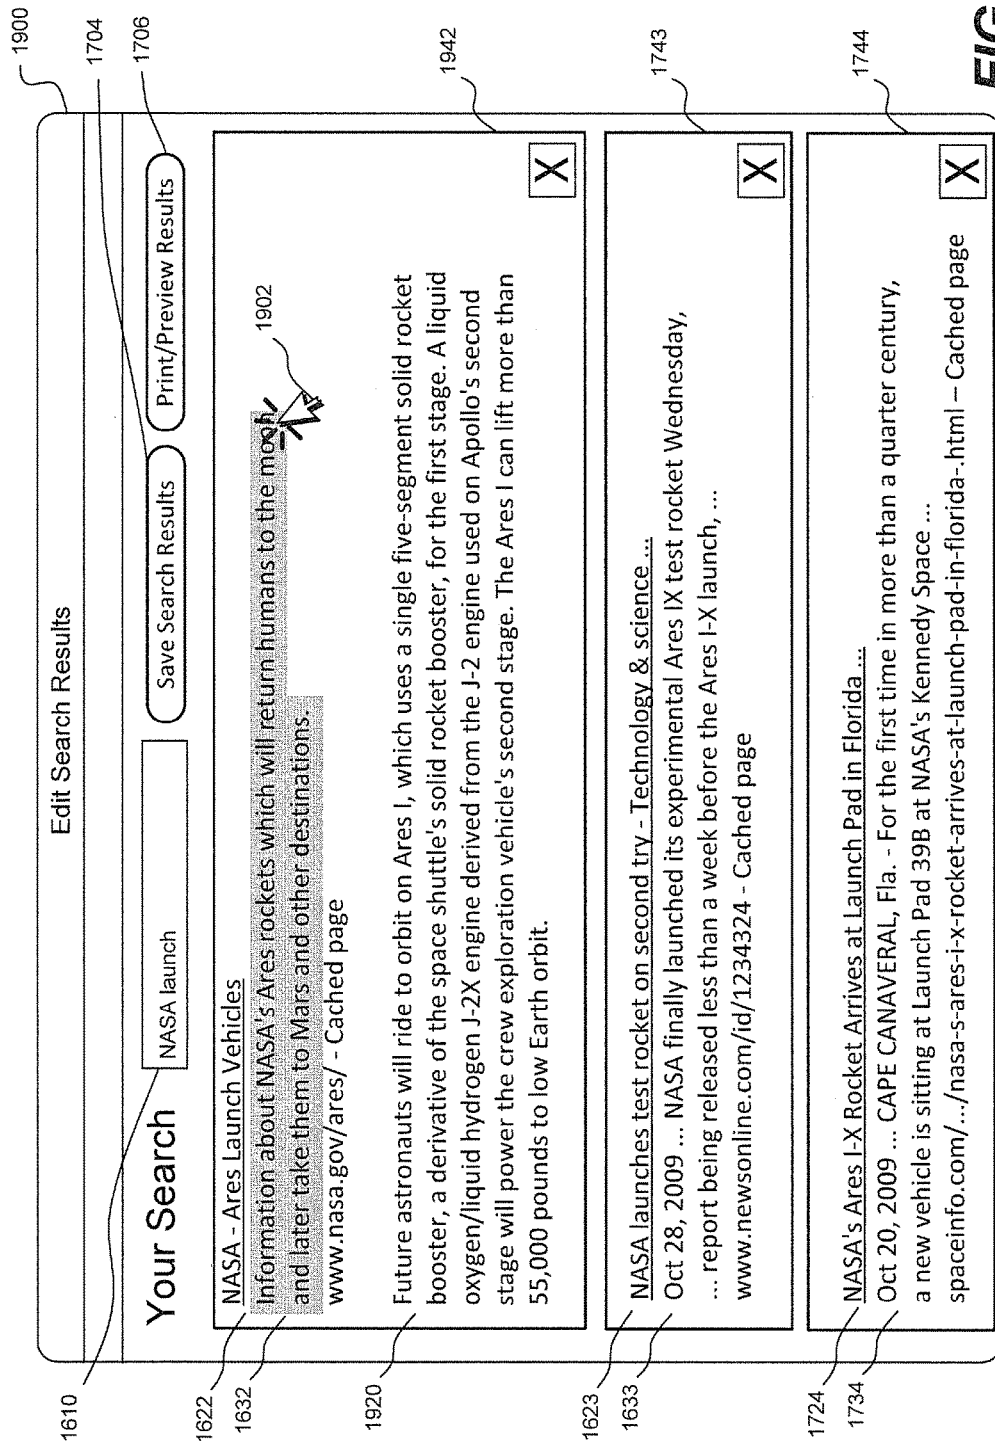 1900
1704
1706
Edit Search Results
1610
Your Search
NASA launch
Save Search Results
Print/Preview Results
1622
NASA - Ares Launch Vehicles
1632
Information about NASA's Ares rockets which will return humans to the moon
and later take them to Mars and other destinations.
www.nasa.gov/ares/ - Cached page
1902
1942
1920
Future astronauts will ride to orbit on Ares I, which uses a single five-segment solid rocket
booster, a derivative of the space shuttle's solid rocket booster, for the first stage. A liquid
oxygen/liquid hydrogen J-2X engine derived from the J-2 engine used on Apollo's second
stage will power the crew exploration vehicle's second stage. The Ares I can lift more than
55,000 pounds to low Earth orbit.
X
1623
NASA launches test rocket on second try - Technology & science ...
1743
1633
Oct 28, 2009 ... NASA finally launched its experimental Ares IX test rocket Wednesday,
... report being released less than a week before the Ares I-X launch, ...
www.newsonline.com/id/1234324 - Cached page
X
1724
NASA's Ares I-X Rocket Arrives at Launch Pad in Florida ...
1744
1734
Oct 20, 2009 ... CAPE CANAVERAL, Fla. - For the first time in more than a quarter century,
a new vehicle is sitting at Launch Pad 39B at NASA's Kennedy Space ...
spaceinfo.com/.../nasa-s-ares-i-x-rocket-arrives-at-launch-pad-in-florida-.html – Cached page
X